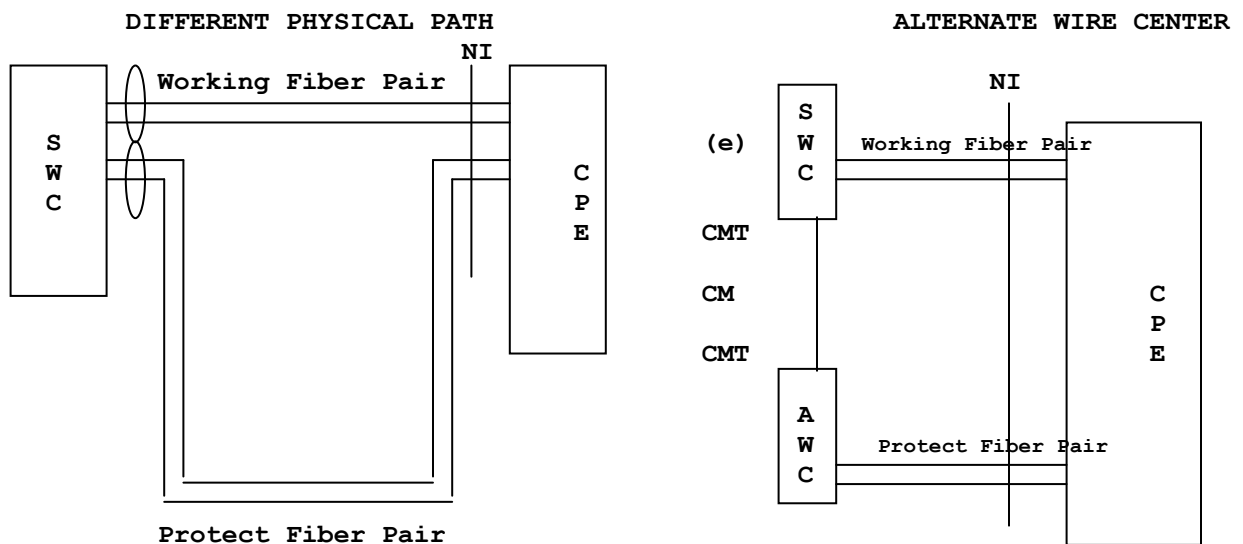 DIFFERENT PHYSICAL PATH
NI
Working Fiber Pair
S
W
C
C
P
E
Protect Fiber Pair
ALTERNATE WIRE CENTER
NI
(e)
S
W
C
Working Fiber Pair
CMT
CM
CMT
C
P
E
A
W
C
Protect Fiber Pair